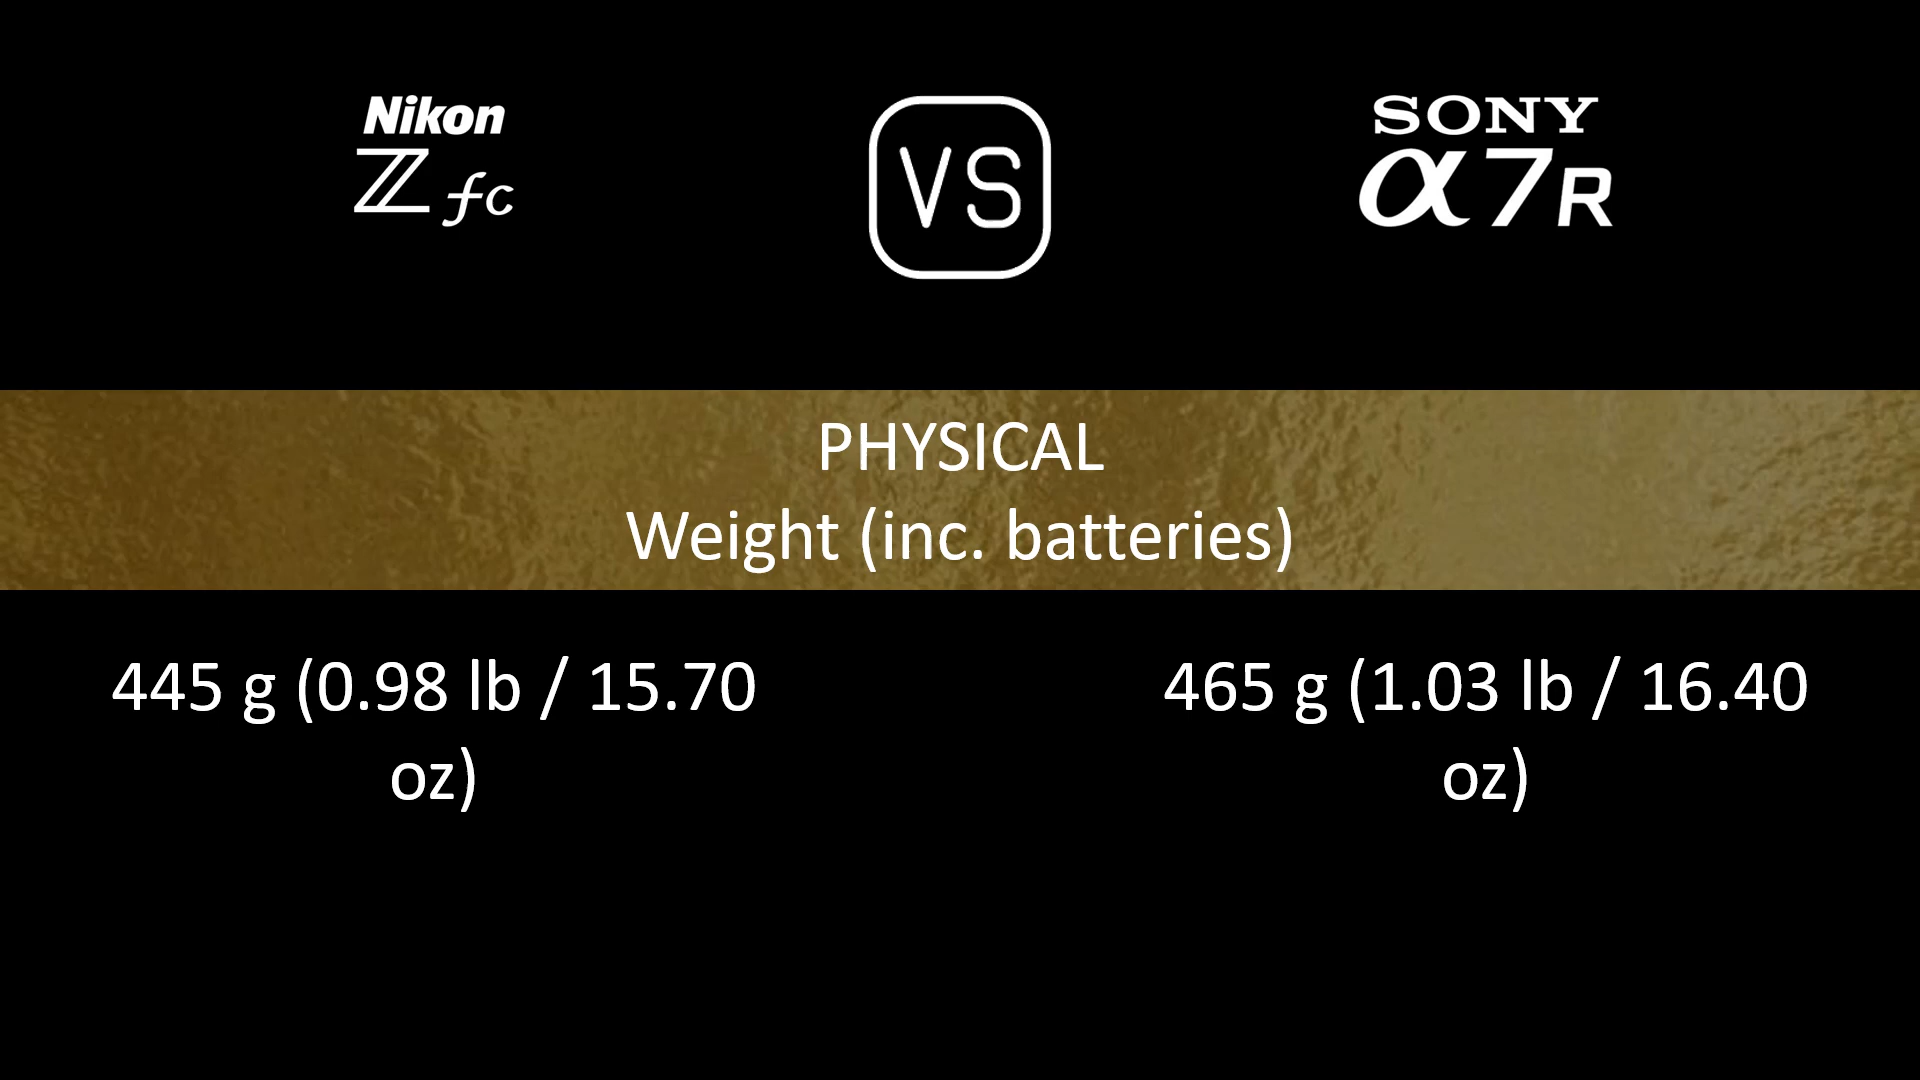 Nikon
Z fc
VS
SONY
α7R
PHYSICAL
Weight (inc. batteries)
445 g (0.98 lb / 15.70
oz)
465 g (1.03 lb / 16.40
oz)